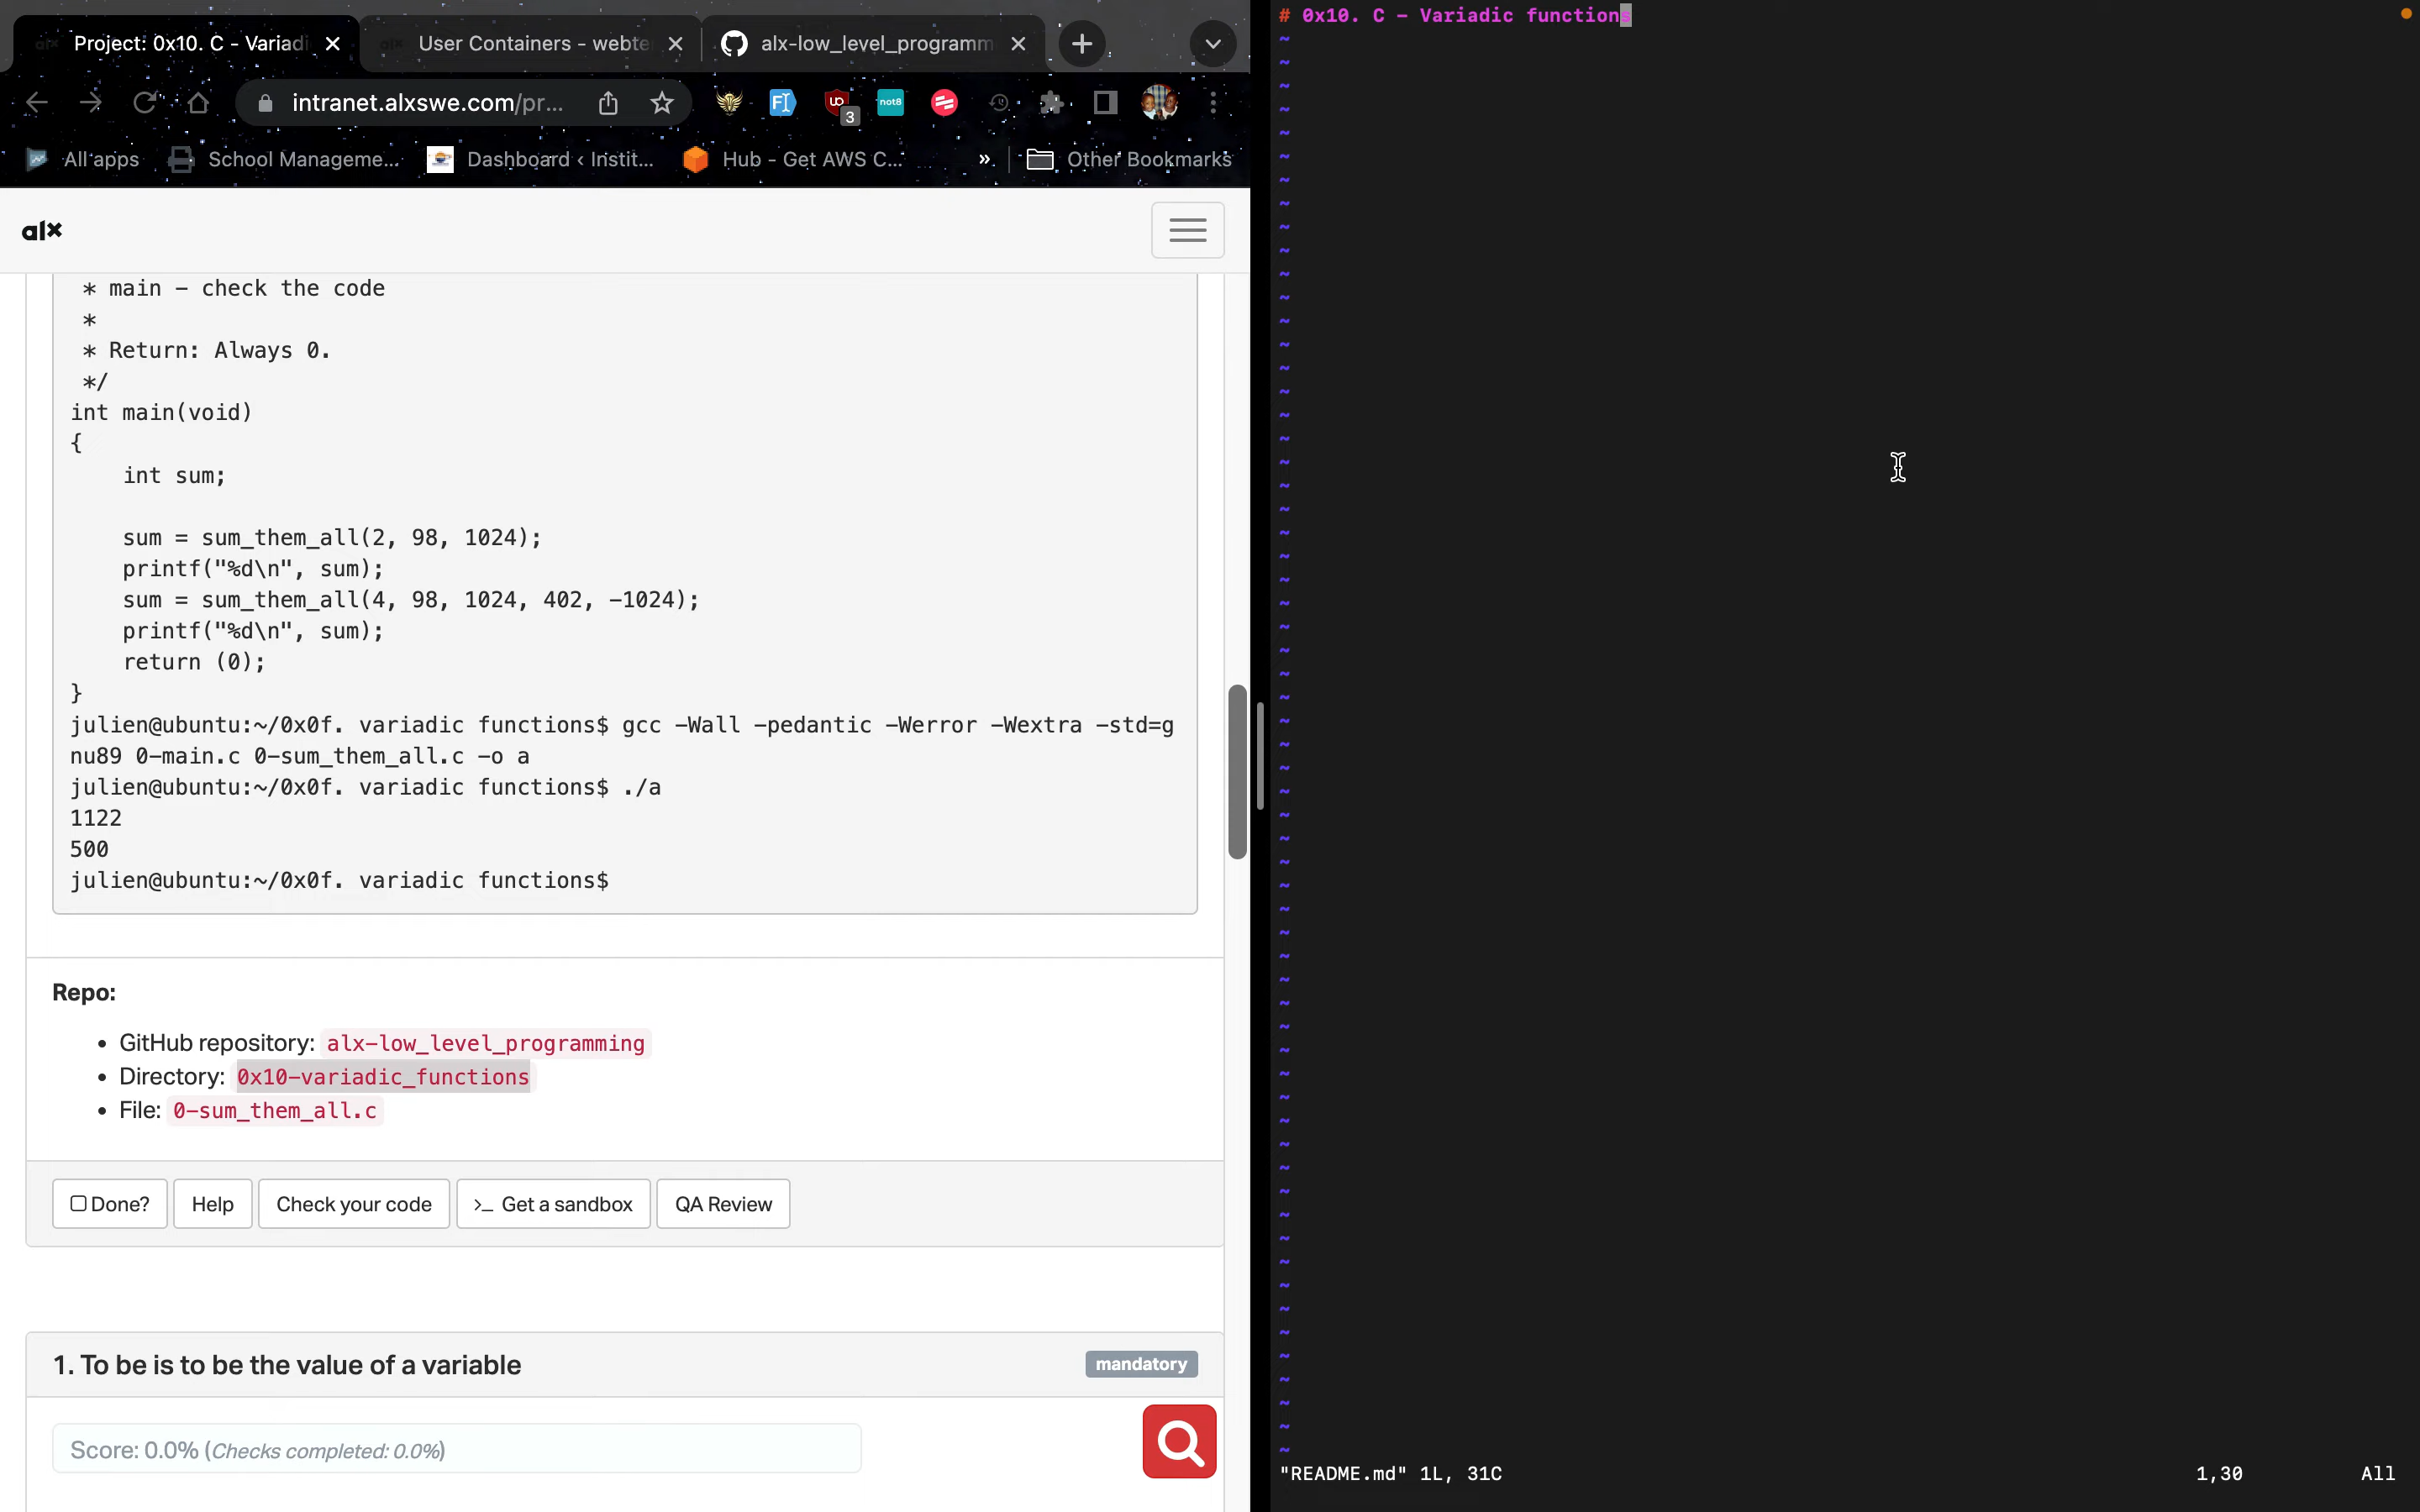 Project: 0x10. C - Variadi
User Containers - webte
alx-low_level_programm
intranet.alxswe.com/pr...
3
not8
All apps
School Manageme...
Dashboard ‹ Instit...
Hub - Get AWS C...
»
Other Bookmarks
alx
* main - check the code
*
* Return: Always 0.
*/
int main(void)
{
int sum;
sum = sum_them_all(2, 98, 1024);
printf("%d\n", sum);
sum = sum_them_all(4, 98, 1024, 402, -1024);
printf("%d\n", sum);
return (0);
}
julien@ubuntu:~/0x0f. variadic functions$ gcc -Wall -pedantic -Werror -Wextra -std=g
nu89 0-main.c 0-sum_them_all.c -o a
julien@ubuntu:~/0x0f. variadic functions$ ./a
1122
500
julien@ubuntu:~/0x0f. variadic functions$
Repo:
• GitHub repository: alx-low_level_programming
• Directory: 0x10-variadic_functions
• File: 0-sum_them_all.c
Done?
Help
Check your code
>_ Get a sandbox
QA Review
1. To be is to be the value of a variable
mandatory
Score: 0.0% (Checks completed: 0.0%)
# 0x10. C - Variadic functions
"README.md" 1L, 31C
1,30
All